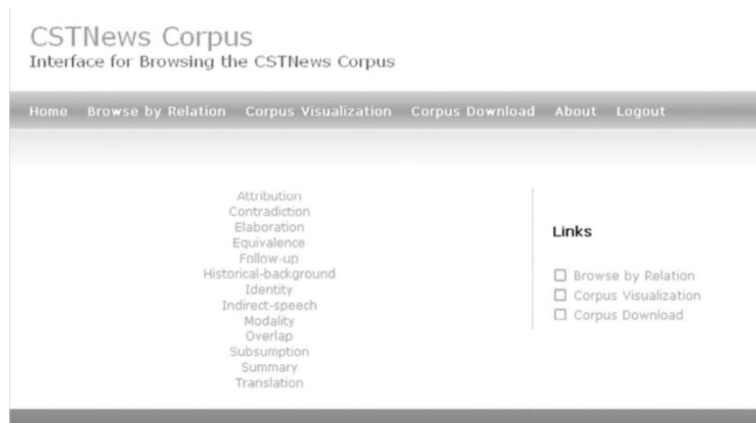 CSTNews Corpus
Interface for Browsing the CSTNews Corpus
Home Browse by Relation Corpus Visualization Corpus Download About Logout
Attribution
Contradiction
Elaboration
Equivalence
Follow-up
Historical-background
Identity
Indirect-speech
Modality
Overlap
Subsumption
Summary
Translation
Links
Browse by Relation
Corpus Visualization
Corpus Download